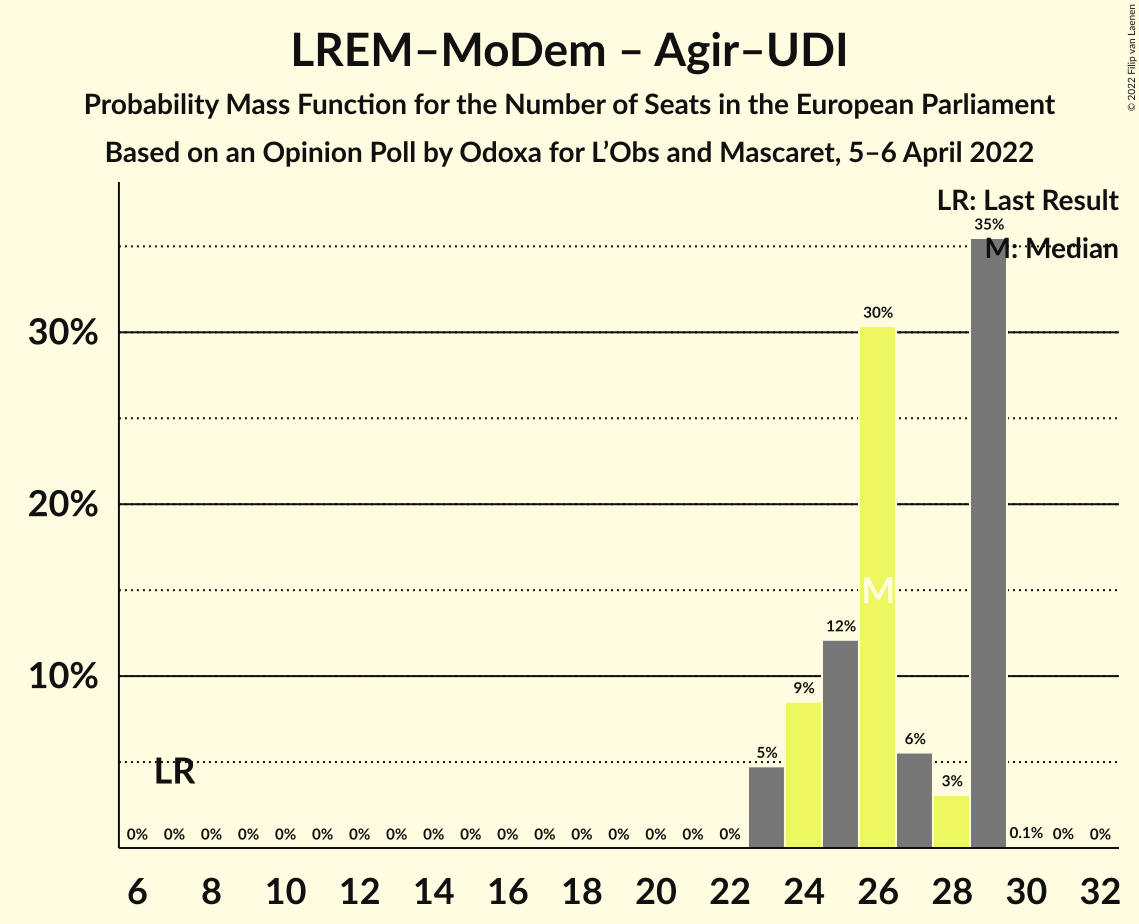 LREM–MoDem – Agir–UDI
Probability Mass Function for the Number of Seats in the European Parliament
Based on an Opinion Poll by Odoxa for L’Obs and Mascaret, 5–6 April 2022
© 2022 Filip van Laenen
LR: Last Result
35%
M: Median
30%
30%
20%
M
12%
10%
9%
6%
5%
LR
3%
0% 0% 0% 0% 0% 0% 0% 0% 0% 0% 0% 0% 0% 0% 0% 0% 0% 0.1% 0% 0%
6 8 10 12 14 16 18 20 22 24 26 28 30 32